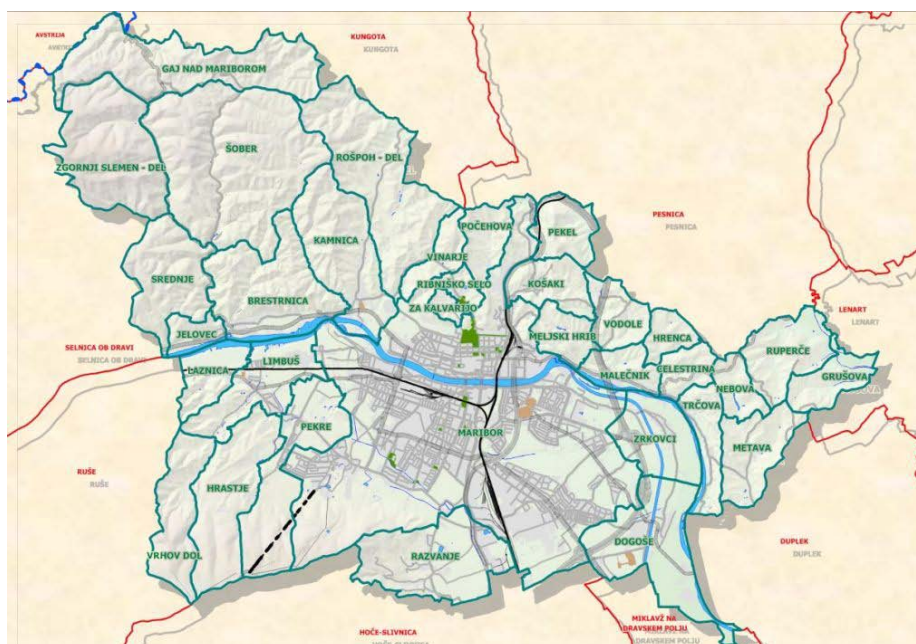 AVSTRIJA
KUNGOTA
KUNGOTA
GAJ NAD MARIBOROM
ŠOBER
ROŠPOH - DEL
ZGORNJI SLEMEN - DEL
PESNICA
PESNICA
POČEHOVA
PEKEL
KAMNICA
VINARJE
SREDNJE
RIBNIŠKO SELO
KOŠAKI
BRESTRNICA
ZA KALVARIJO
LENART
LENART
VODOLE
JELOVEC
MELJSKI HRIB
HRENCA
RUPERČE
SELNICA OB DRAVI
SELNICA OB DRAVI
LIMBUŠ
LAZNICA
MALEČNIK
CELESTRINA
GRUŠOVA
NEBOVA
TRČOVA
PEKRE
MARIBOR
ZRKOVCI
METAVA
RUŠE
RUŠE
HRASTJE
DOGOŠE
DUPLEK
DUPLEK
VRHOV DOL
RAZVANJE
MIKLAVŽ NA
DRAVSKEM POLJU
DRAVSKEM POLJU
HOČE-SLIVNICA